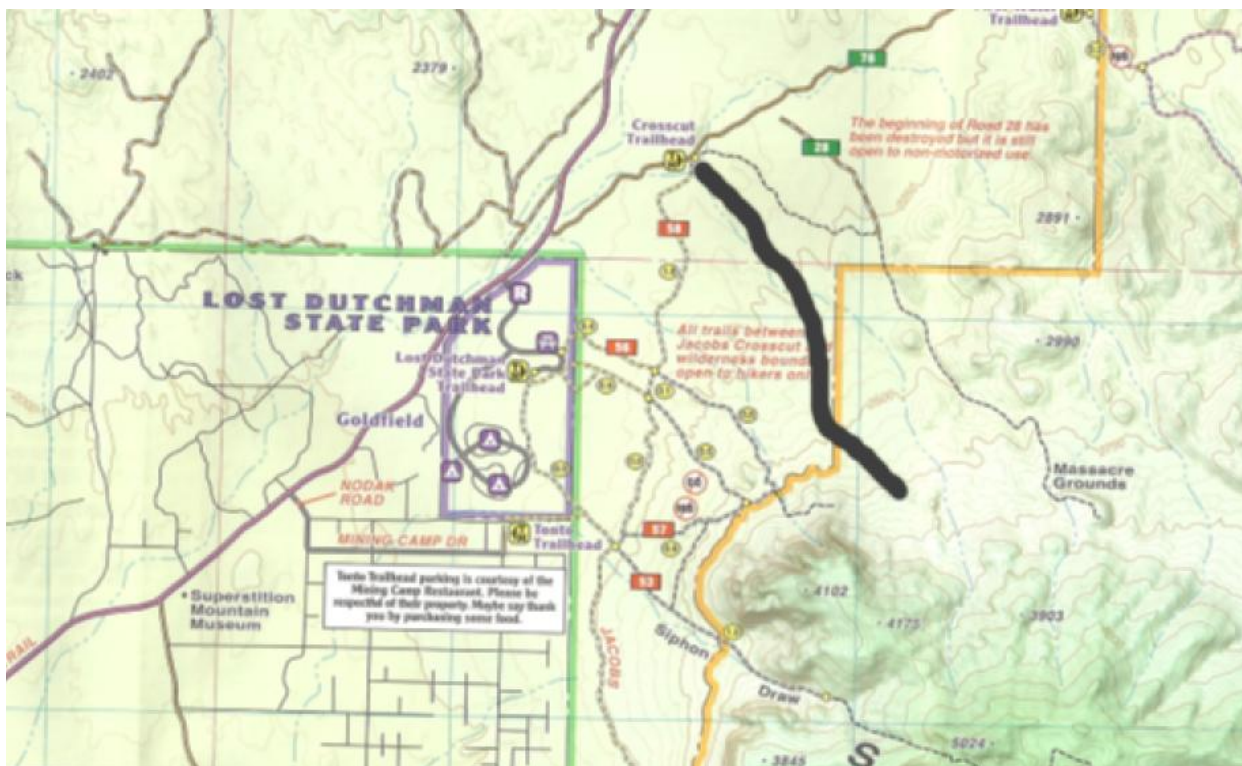 2402
2379
Trailhead
78
Crosscut
Trailhead
The beginning of Road 28 has
been destroyed but it is still
open to non-motorized use
28
2891
58
LOST DUTCHMAN
STATE PARK
All trails between
Jacobs Crosscut
wilderness
open to hikers
56
2990
Lost Dutchman
State Park
Trailhead
Goldfield
Massacre
Grounds
NODAK
ROAD
MINING CAMP DR
Tonto
Trailhead
57
53
Tonto Trailhead parking is courtesy of the
Mining Camp Restaurant. Please be
respectful of their property. Maybe say thank
you by purchasing some food.
Superstition
Mountain
Museum
4102
4175
3903
JACOBS
Siphon
Draw
TRAIL
5024
3845
S